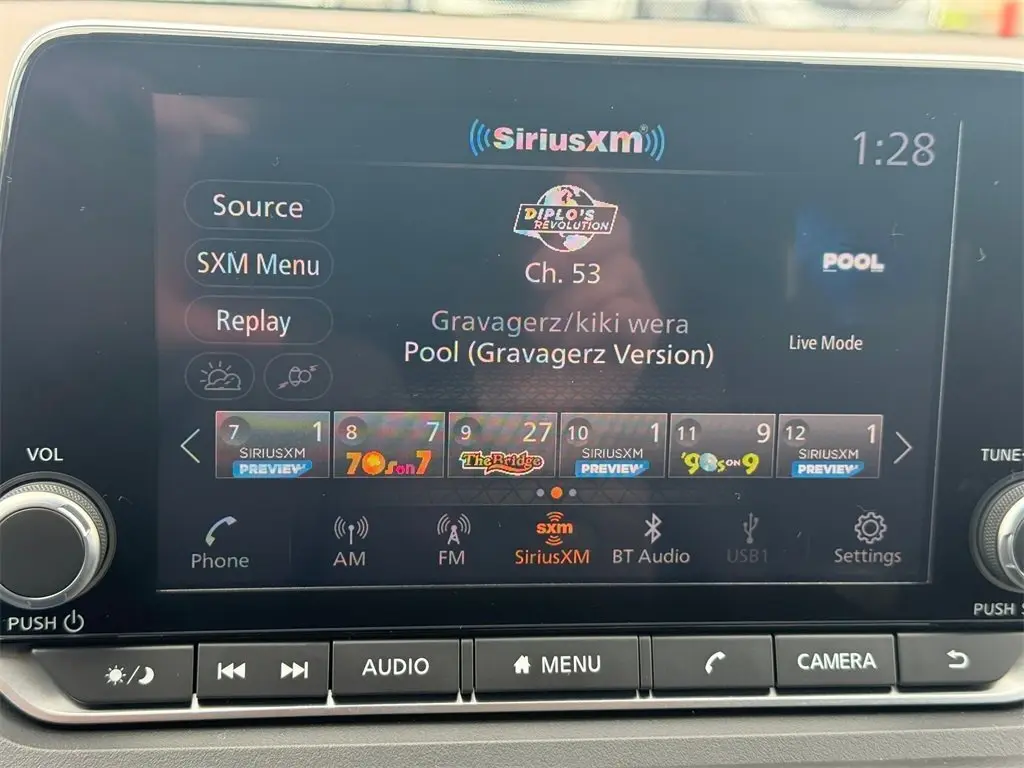 SiriusXM
1:28
Source
DIPLO'S
REVOLUTION
SXM Menu
Ch. 53
POOL
Replay
Gravagerz/kiki wera
Pool (Gravagerz Version)
Live Mode
7 1
SIRIUSXM
PREVIEW
8 7
70s on 7
9 27
The Bridge
10 1
SIRIUSXM
PREVIEW
11 9
'90s ON 9
12 1
SIRIUSXM
PREVIEW
VOL
TUNE
Phone
AM
FM
sxm
SiriusXM
BT Audio
USB1
Settings
PUSH
PUSH S
AUDIO
MENU
CAMERA